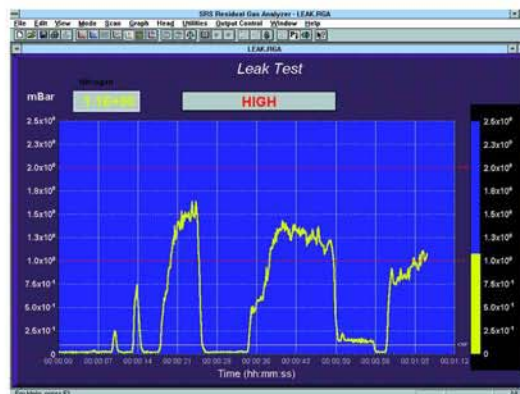 SRS Residual Gas Analyzer - LEAK.RGA
File Edit View Mode Scan Graph Head Utilities Output Control Window Help
LEAK.RGA
Leak Test
Nitrogen
mBar
HIGH
2.5x10⁰ 2.5x10⁰
2.3x10⁰ 2.3x10⁰
2.0x10⁰ 2.0x10⁰
1.8x10⁰ 1.8x10⁰
1.5x10⁰ 1.5x10⁰
1.3x10⁰ 1.3x10⁰
1.0x10⁰ 1.0x10⁰
7.5x10⁻¹ 7.5x10⁻¹
5.0x10⁻¹ 5.0x10⁻¹
2.5x10⁻¹ 2.5x10⁻¹
0 0
00:00:00 00:00:07 00:00:14 00:00:21 00:00:28 00:00:36 00:00:43 00:00:50 00:00:58 00:01:05 00:01:12
Time (hh:mm:ss)